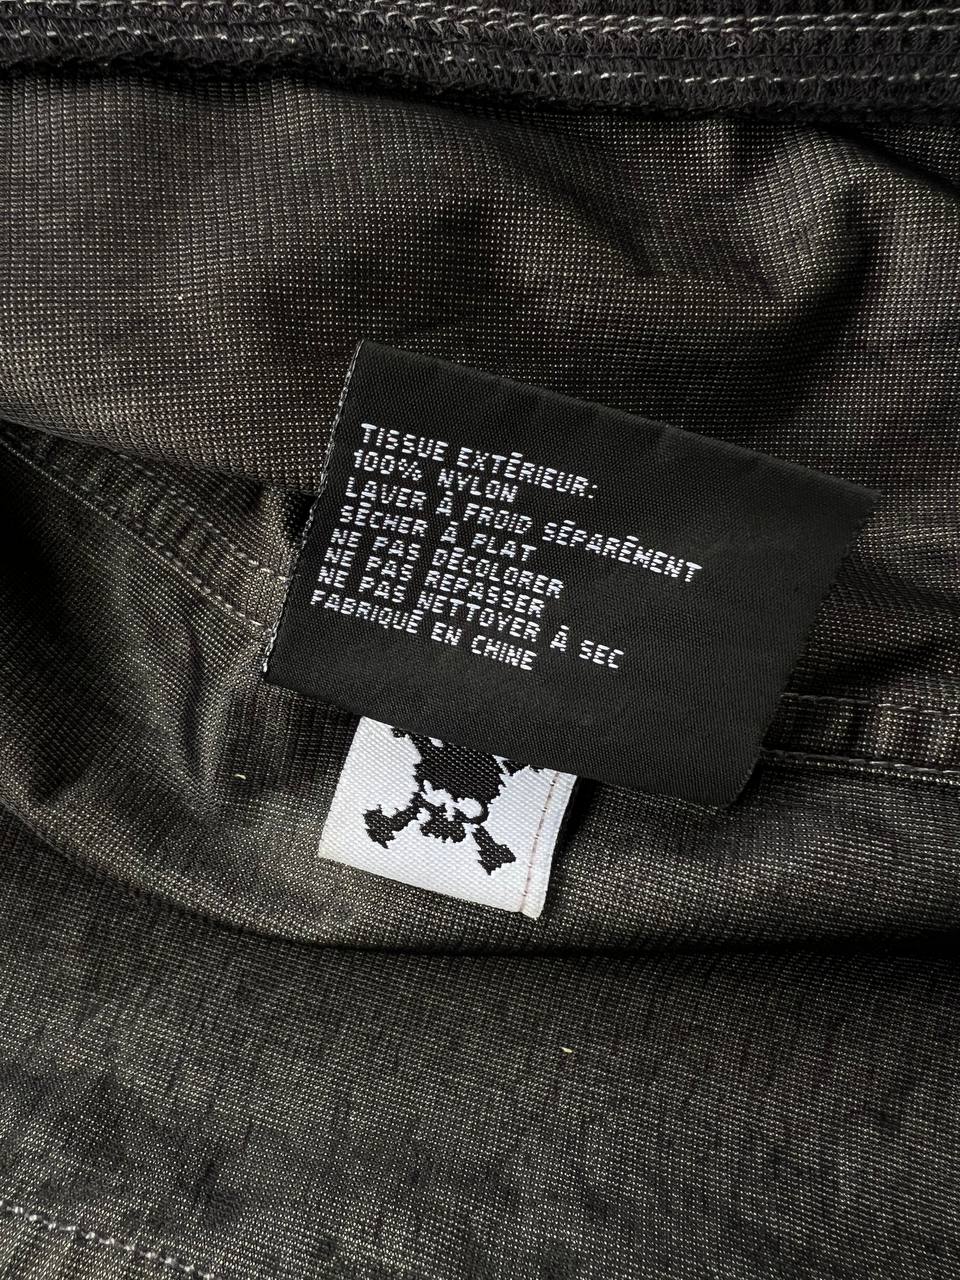 TISSUE EXTÉRIEUR:
100% NYLON
LAVER À FROID SÉPARÉMENT
SÉCHER À PLAT
NE PAS DÉCOLORER
NE PAS REPASSER
NE PAS NETTOYER À SEC
FABRIQUÉ EN CHINE